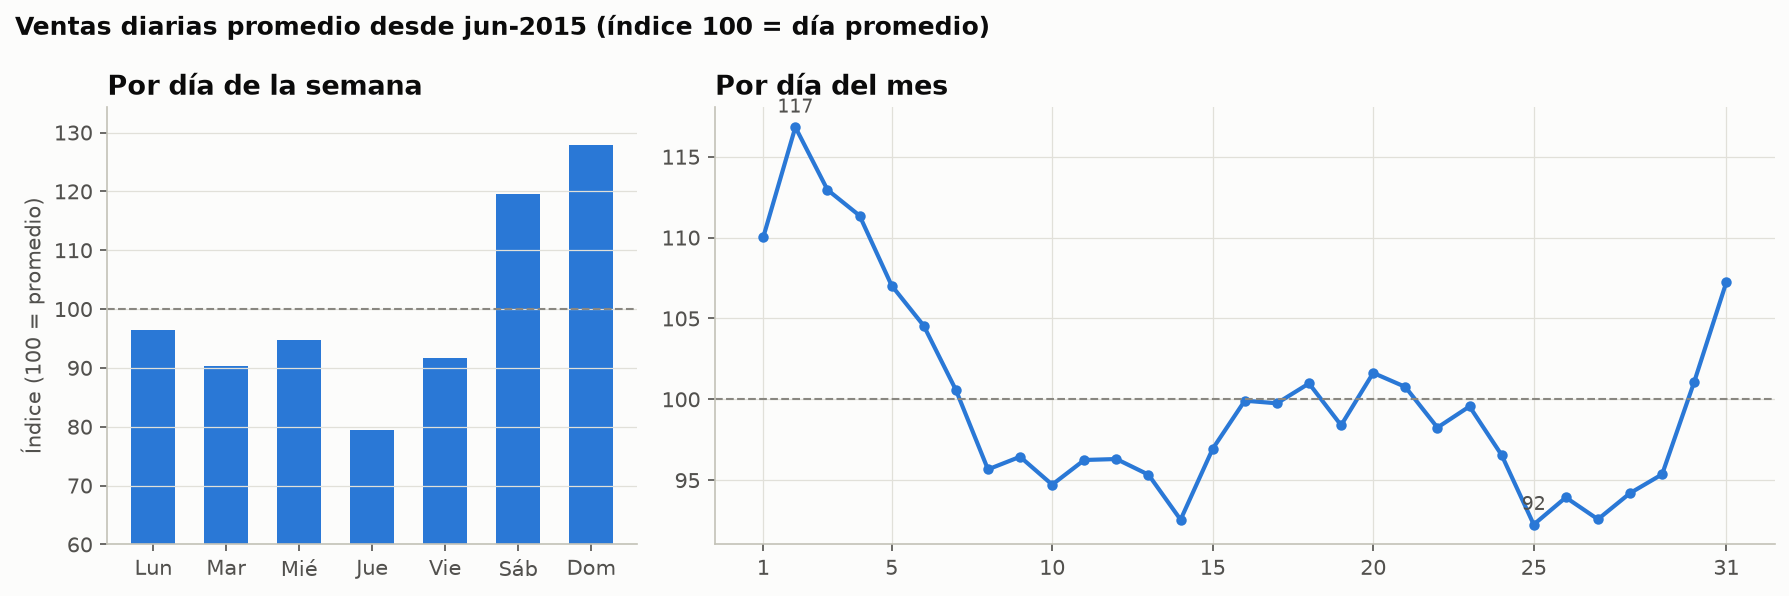 Ventas diarias promedio desde jun-2015 (índice 100 = día promedio)
Por día de la semana
Índice (100 = promedio)
130
120
110
100
90
80
70
60
Lun Mar Mié Jue Vie Sáb Dom
Por día del mes
117
115
110
105
100
95
92
1 5 10 15 20 25 31